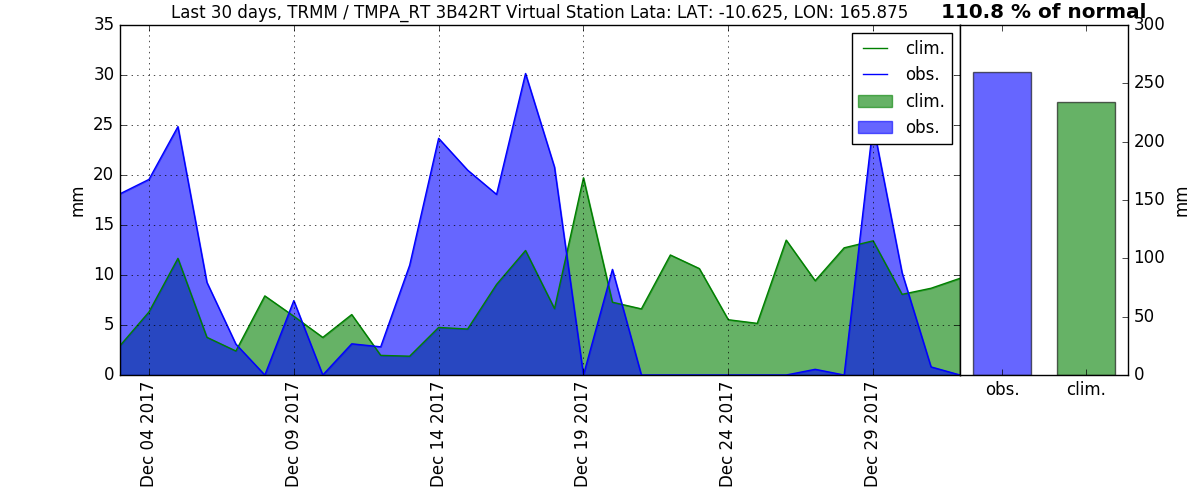 Last 30 days, TRMM / TMPA_RT 3B42RT Virtual Station Lata: LAT: -10.625, LON: 165.875
110.8 % of normal
35
30
25
20
15
10
5
0
mm
clim.
obs.
clim.
obs.
300
250
200
150
100
50
0
mm
Dec 04 2017
Dec 09 2017
Dec 14 2017
Dec 19 2017
Dec 24 2017
Dec 29 2017
obs.
clim.